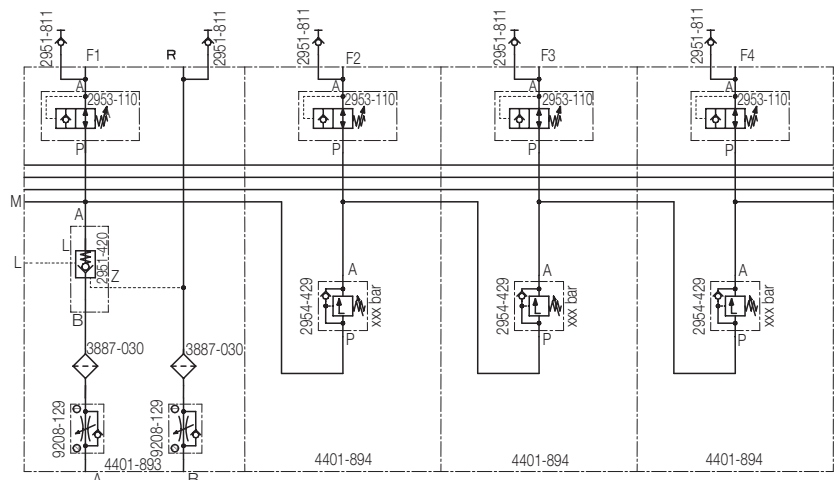 2951-811
2951-811
2951-811
2951-811
2951-811
F1
R
F2
F3
F4
A
2953-110
P
A
2953-110
P
A
2953-110
P
A
2953-110
P
M
A
L
2951-420
L
Z
B
A
2954-429
xxx bar
P
A
2954-429
xxx bar
P
A
2954-429
xxx bar
P
3887-030
3887-030
9208-129
9208-129
4401-893
4401-894
4401-894
4401-894
A
B